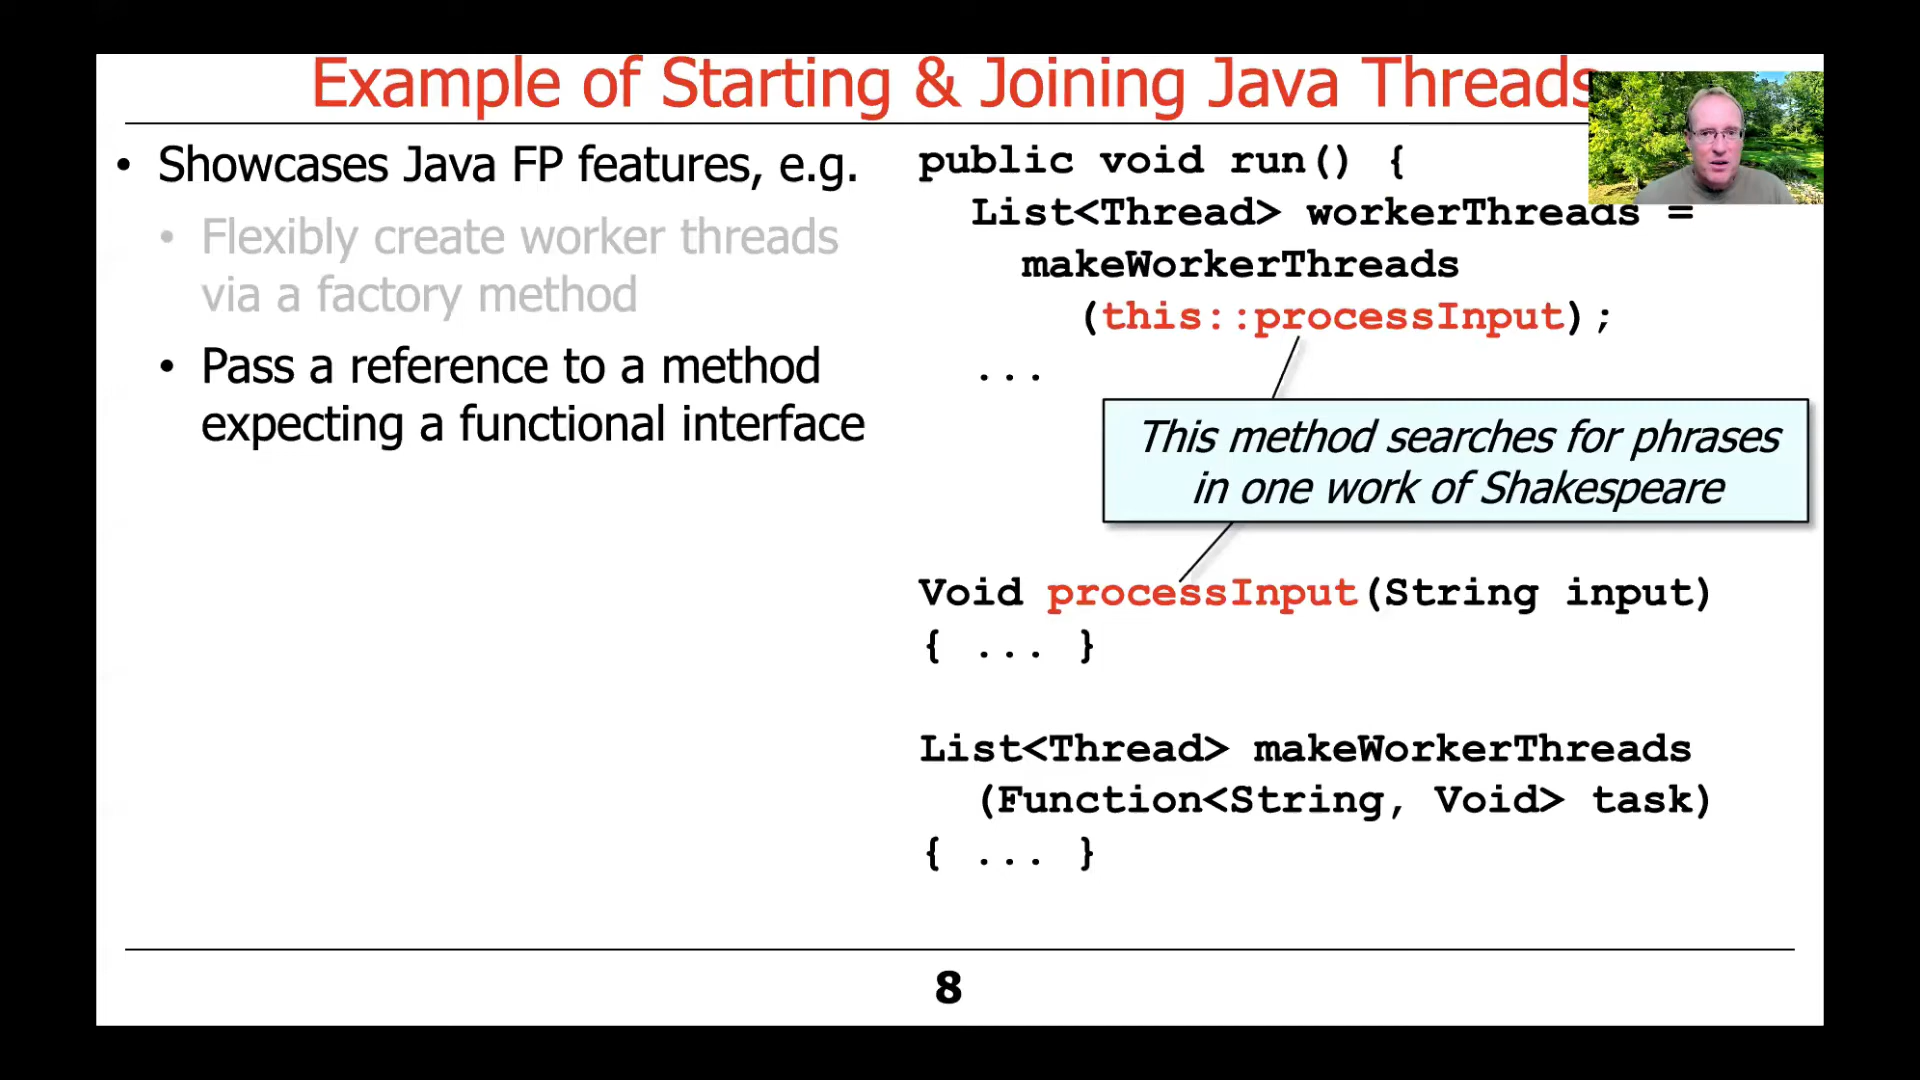 Example of Starting & Joining Java Threads
• Showcases Java FP features, e.g.
• Flexibly create worker threads
via a factory method
• Pass a reference to a method
expecting a functional interface
public void run() {
List<Thread> workerThreads =
makeWorkerThreads
(this::processInput);
...
This method searches for phrases
in one work of Shakespeare
Void processInput(String input)
{ ... }
List<Thread> makeWorkerThreads
(Function<String, Void> task)
{ ... }
8